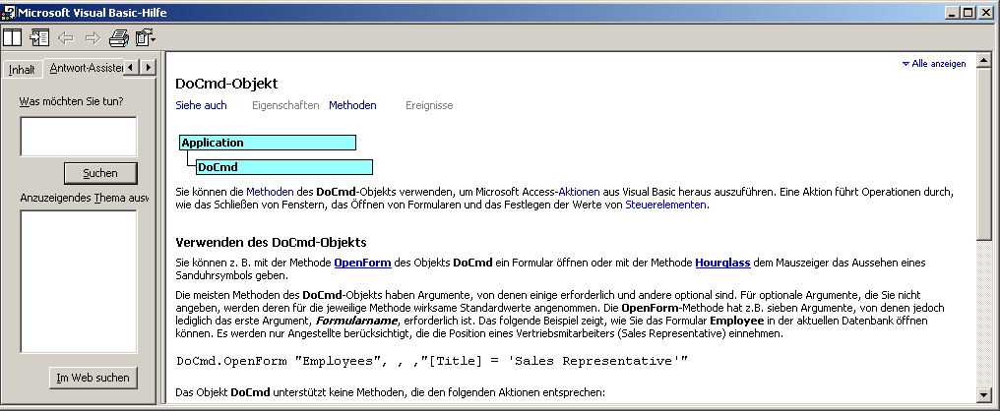 Microsoft Visual Basic-Hilfe
Inhalt Antwort-Assisten
Was möchten Sie tun?
Suchen
Anzuzeigendes Thema ausw
Im Web suchen
Alle anzeigen
DoCmd-Objekt
Siehe auch Eigenschaften Methoden Ereignisse
Application
DoCmd
Sie können die Methoden des DoCmd-Objekts verwenden, um Microsoft Access-Aktionen aus Visual Basic heraus auszuführen. Eine Aktion führt Operationen durch,
wie das Schließen von Fenstern, das Öffnen von Formularen und das Festlegen der Werte von Steuerelementen.
Verwenden des DoCmd-Objekts
Sie können z. B. mit der Methode OpenForm des Objekts DoCmd ein Formular öffnen oder mit der Methode Hourglass dem Mauszeiger das Aussehen eines
Sanduhrsymbols geben.
Die meisten Methoden des DoCmd-Objekts haben Argumente, von denen einige erforderlich und andere optional sind. Für optionale Argumente, die Sie nicht
angeben, werden deren für die jeweilige Methode wirksame Standardwerte angenommen. Die OpenForm-Methode hat z.B. sieben Argumente, von denen jedoch
lediglich das erste Argument, Formularname, erforderlich ist. Das folgende Beispiel zeigt, wie Sie das Formular Employee in der aktuellen Datenbank öffnen
können. Es werden nur Angestellte berücksichtigt, die die Position eines Vertriebsmitarbeiters (Sales Representative) einnehmen.
DoCmd.OpenForm "Employees", , ,"[Title] = 'Sales Representative'"
Das Objekt DoCmd unterstützt keine Methoden, die den folgenden Aktionen entsprechen: